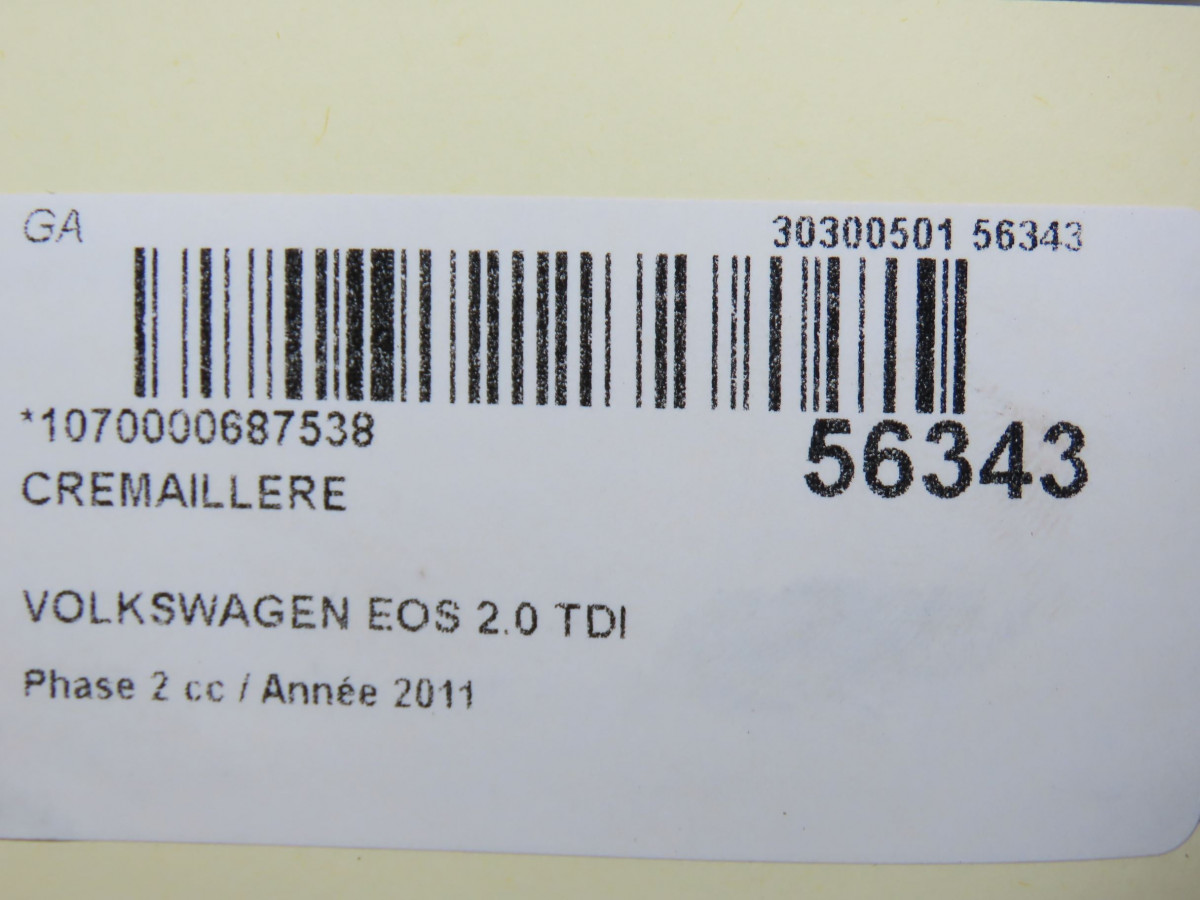 GA
30300501 56343
*1070000687538
56343
CREMAILLERE
VOLKSWAGEN EOS 2.0 TDI
Phase 2 cc / Année 2011